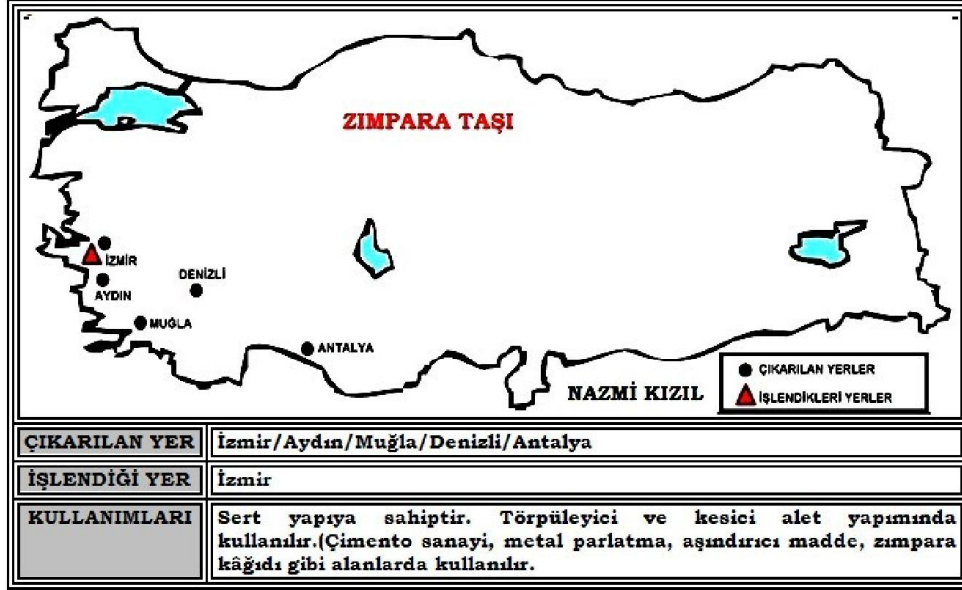 ZIMPARA TAŞI
İZMİR
DENİZLİ
AYDIN
MUĞLA
ANTALYA
ÇIKARILAN YERLER
NAZMİ KIZIL
İŞLENDİKLERİ YERLER
ÇIKARILAN YER İzmir/Aydın/Muğla/Denizli/Antalya
İŞLENDİĞİ YER İzmir
KULLANIMLARI Sert yapıya sahiptir. Törpüleyici ve kesici alet yapımında
kullanılır.(Çimento sanayi, metal parlatma, aşındırıcı madde, zımpara
kâğıdı gibi alanlarda kullanılır.